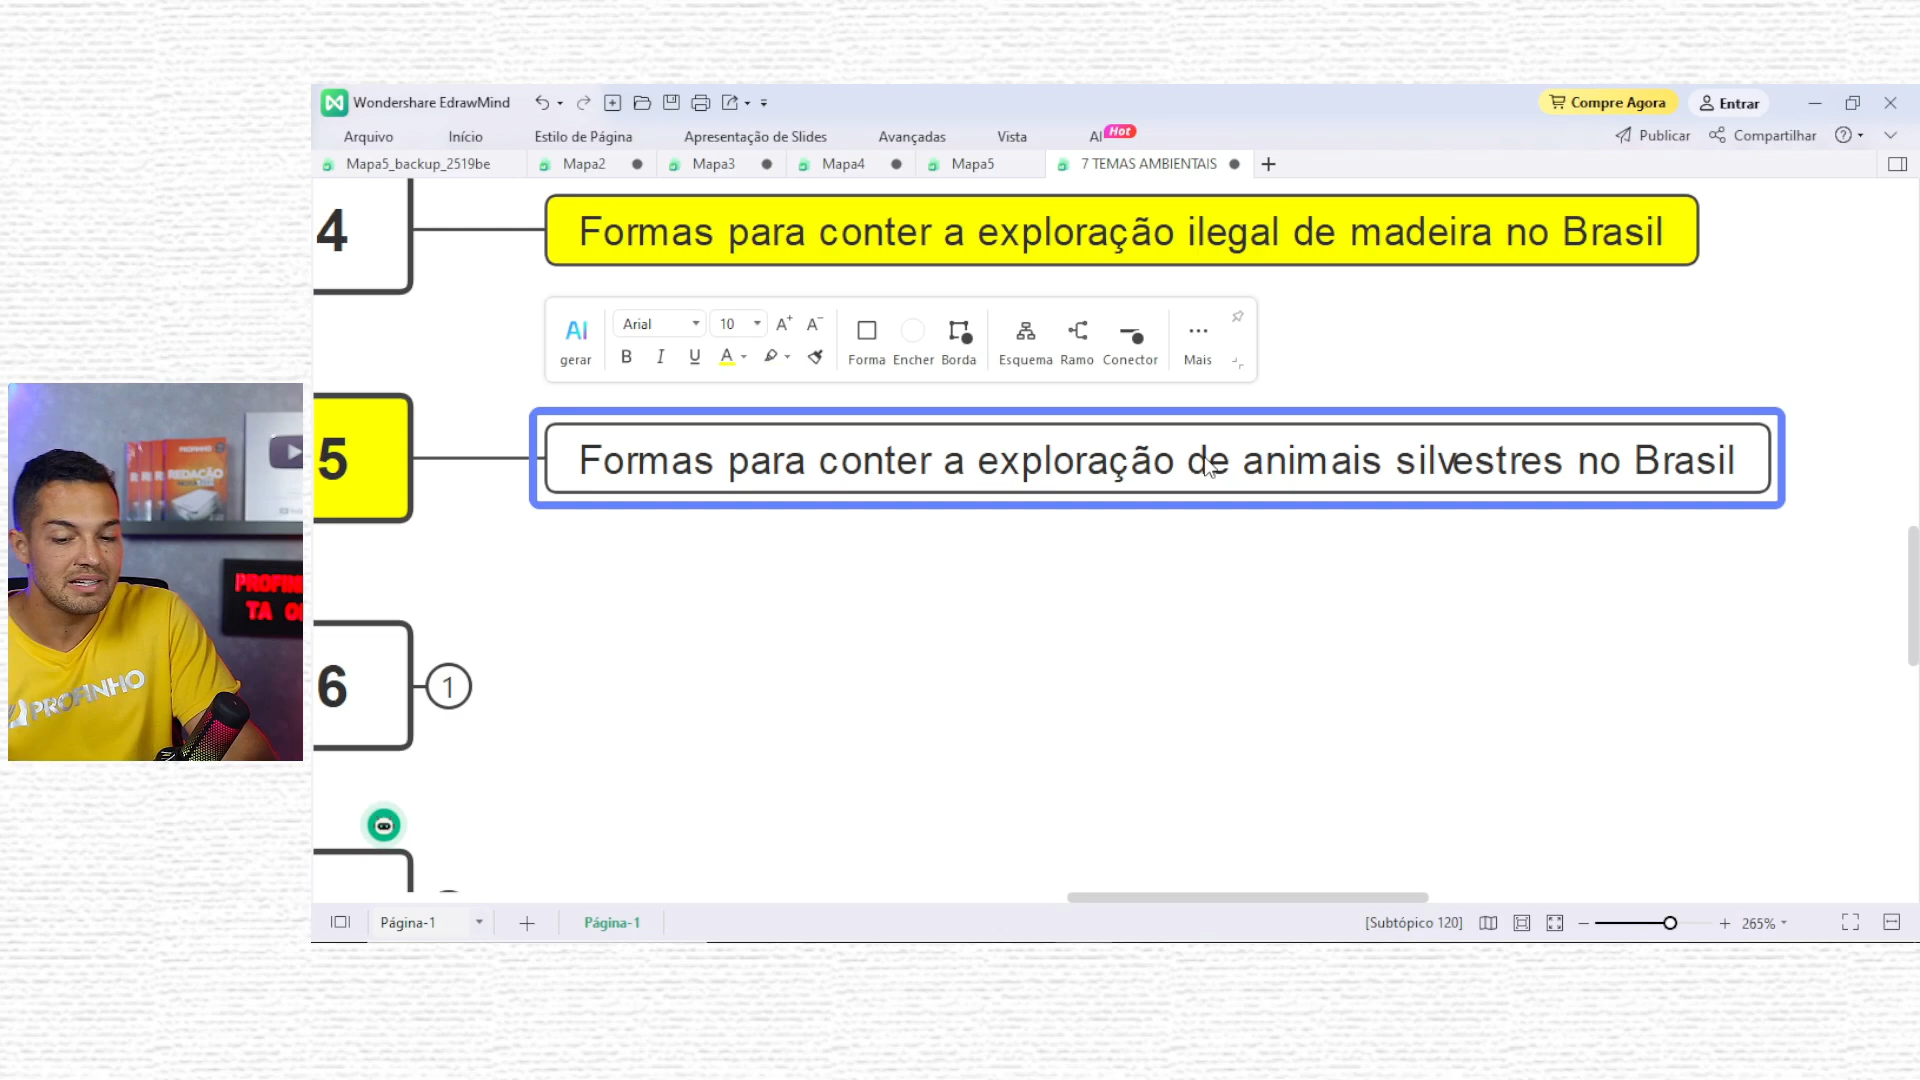 Wondershare EdrawMind
Compre Agora
Entrar
Arquivo Início Estilo de Página Apresentação de Slides Avançadas Vista AI Hot
Publicar Compartilhar
Mapa5_backup_2519be Mapa2 Mapa3 Mapa4 Mapa5 7 TEMAS AMBIENTAIS
4
Formas para conter a exploração ilegal de madeira no Brasil
AI Arial 10 A+ A-
gerar B I U A Forma Encher Borda Esquema Ramo Conector Mais
5
Formas para conter a exploração de animais silvestres no Brasil
6 1
REDAÇÃO
PROFIN
TA O
PROFINHO
Página-1 Página-1 [Subtópico 120] 265%